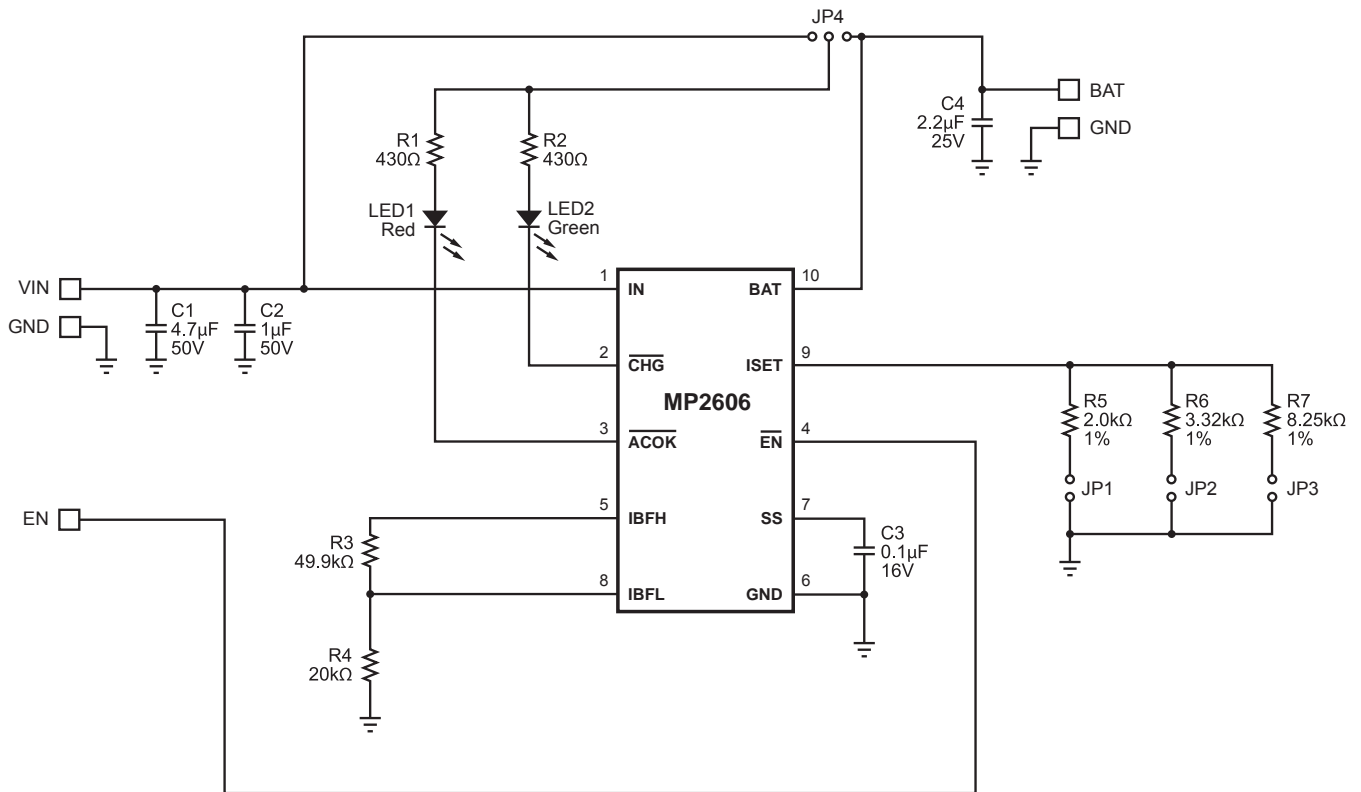 JP4
BAT
C4
2.2µF
25V
GND
R1
430Ω
R2
430Ω
LED1
Red
LED2
Green
VIN
GND
C1
4.7µF
50V
C2
1µF
50V
1
IN
BAT
10
2
CHG
ISET
9
MP2606
3
ACOK
EN
4
5
IBFH
SS
7
8
IBFL
GND
6
R5
2.0kΩ
1%
R6
3.32kΩ
1%
R7
8.25kΩ
1%
JP1
JP2
JP3
EN
R3
49.9kΩ
C3
0.1µF
16V
R4
20kΩ